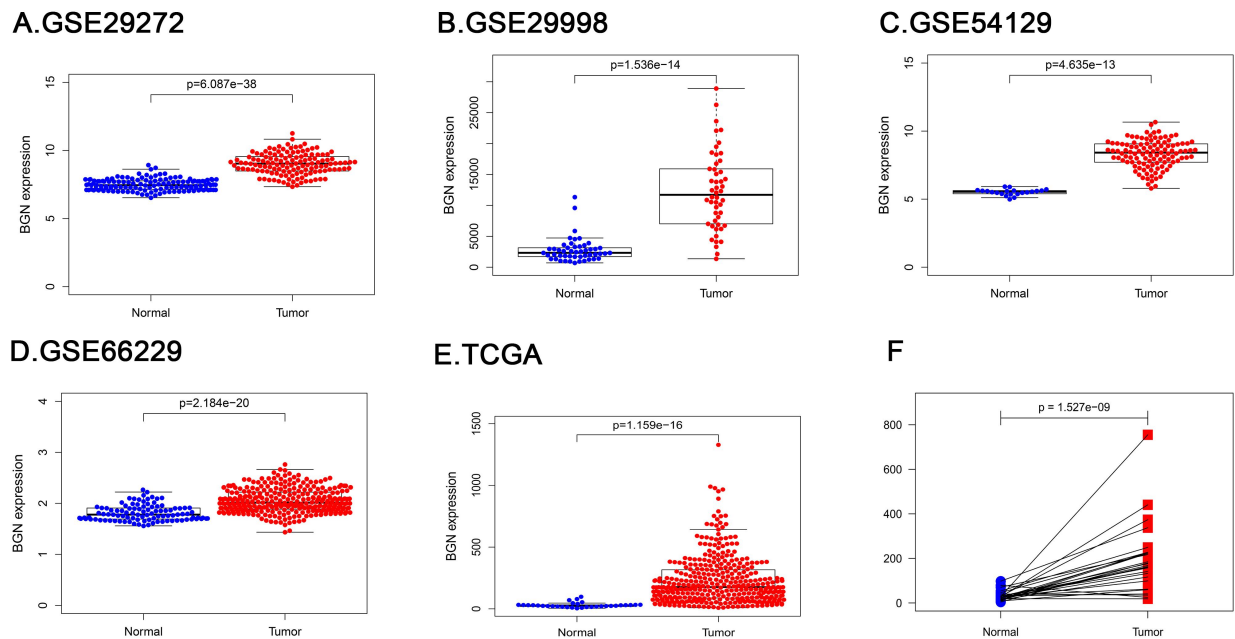 A.GSE29272
B.GSE29998
C.GSE54129
p=6.087e−38
BGN expression
0
5
10
15
Normal
Tumor
p=1.536e−14
BGN expression
0
5000
15000
25000
Normal
Tumor
p=4.635e−13
BGN expression
0
5
10
15
Normal
Tumor
D.GSE66229
E.TCGA
F
p=2.184e−20
BGN expression
0
1
2
3
4
Normal
Tumor
p=1.159e−16
BGN expression
0
500
1000
1500
Normal
Tumor
p = 1.527e−09
0
200
400
600
800
Normal
Tumor